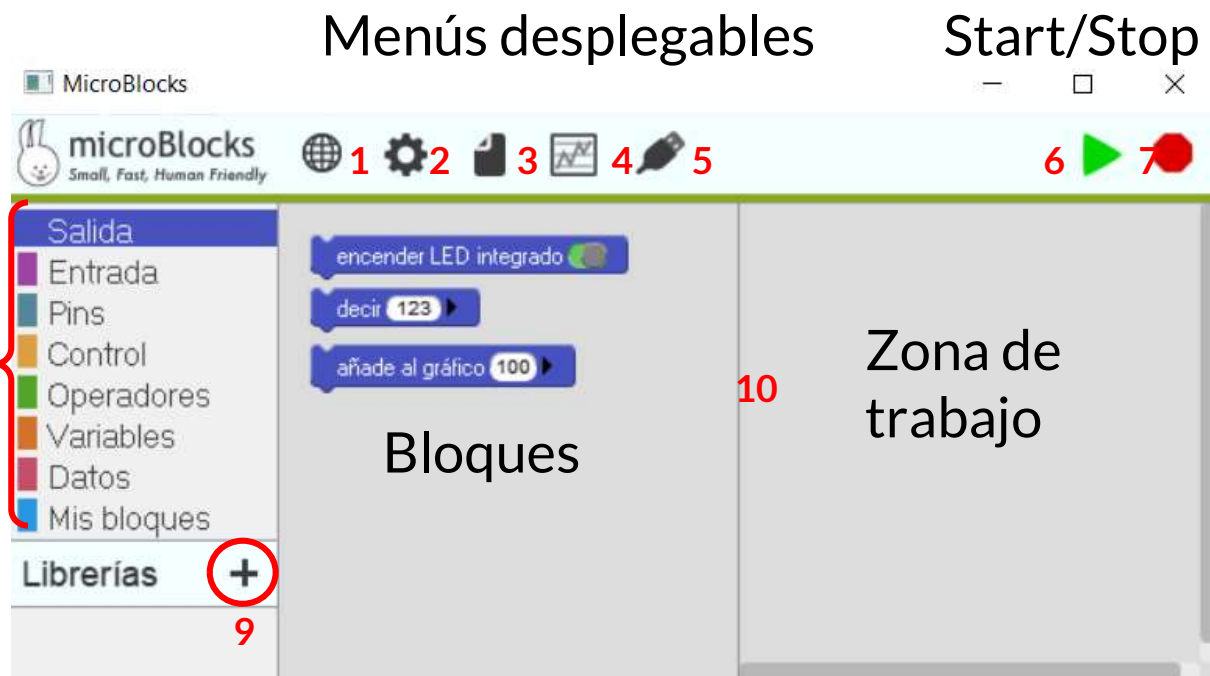 Menús desplegables Start/Stop
MicroBlocks
microBlocks
Small, Fast, Human Friendly
1 2 3 4 5 6 7
Salida
Entrada
Pins
Control
Operadores
Variables
Datos
Mis bloques
Librerías +
9
encender LED integrado
decir 123
añade al gráfico 100
Bloques
10
Zona de
trabajo